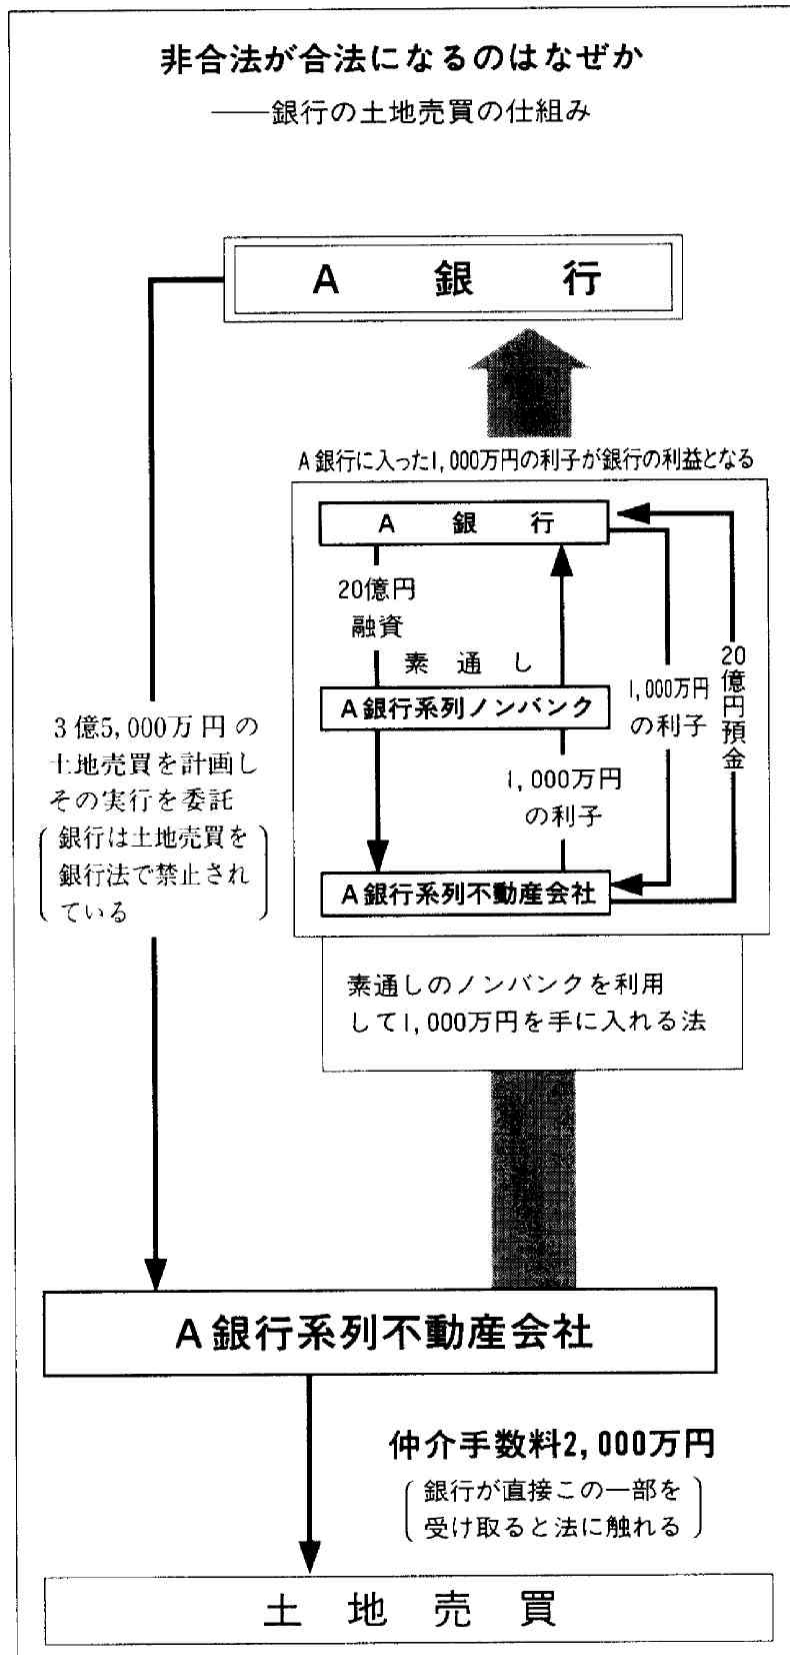 非合法が合法になるのはなぜか
——銀行の土地売買の仕組み
A 銀 行
A銀行に入った1,000万円の利子が銀行の利益となる
A 銀 行
20億円
融資
素 通 し
A銀行系列ノンバンク
1,000万円
の利子
1,000万円
の利子
20億円預金
A銀行系列不動産会社
3億5,000万円の
土地売買を計画し
その実行を委託
(銀行は土地売買を
銀行法で禁止され
ている)
素通しのノンバンクを利用
して1,000万円を手に入れる法
A銀行系列不動産会社
仲介手数料2,000万円
(銀行が直接この一部を
受け取ると法に触れる)
土 地 売 買